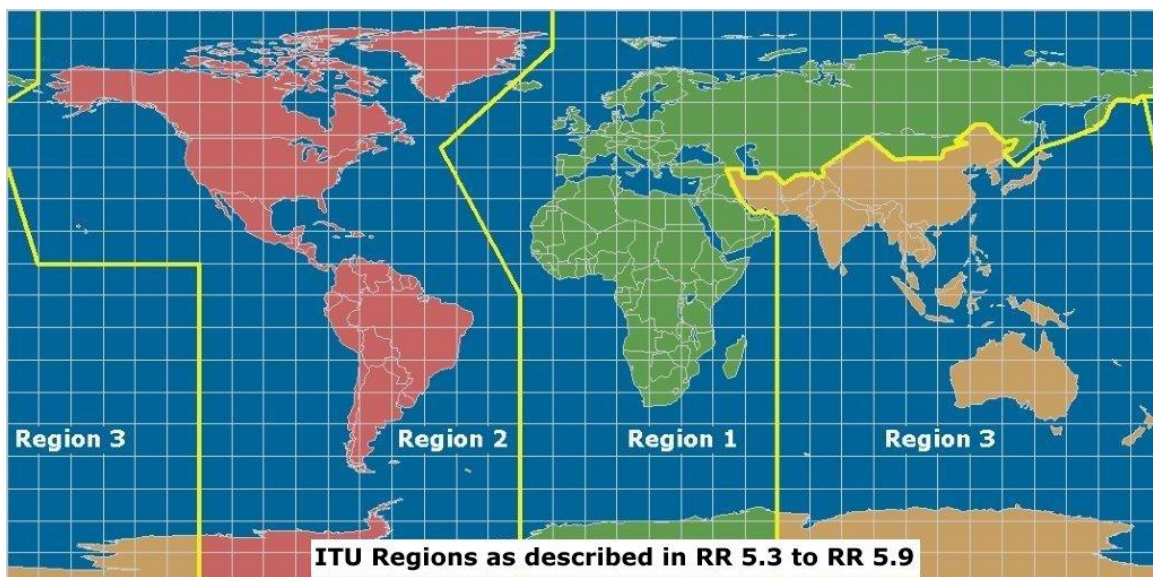 Region 3
Region 2
Region 1
Region 3
ITU Regions as described in RR 5.3 to RR 5.9